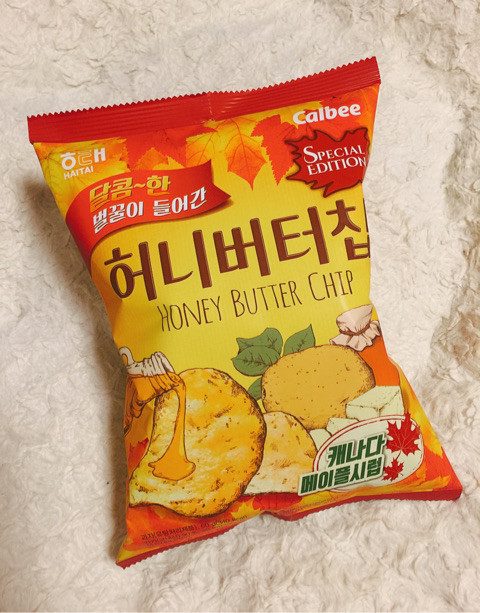 해태
HAITAI
Calbee
SPECIAL
EDITION
달콤~한
벌꿀이 들어간
허니버터칩
HONEY BUTTER CHIP
캐나다
메이플시럽